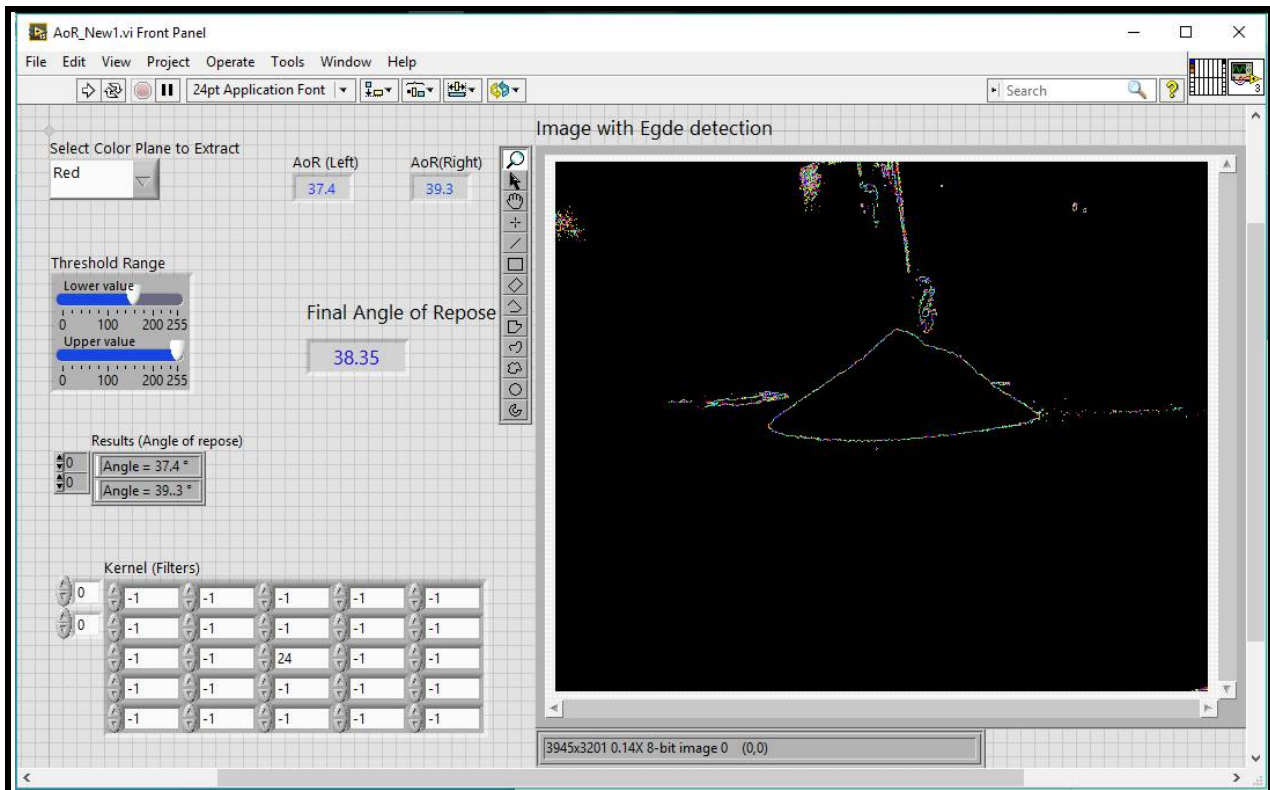 AoR_New1.vi Front Panel
File Edit View Project Operate Tools Window Help
24pt Application Font
Search
3
Image with Egde detection
Select Color Plane to Extract
Red
AoR (Left)
37.4
AoR(Right)
39.3
Threshold Range
Lower value
0 100 200 255
Upper value
0 100 200 255
Final Angle of Repose
38.35
Results (Angle of repose)
0 Angle = 37.4 °
0 Angle = 39..3 °
Kernel (Filters)
0 -1 -1 -1 -1 -1
0 -1 -1 -1 -1 -1
-1 -1 24 -1 -1
-1 -1 -1 -1 -1
-1 -1 -1 -1 -1
3945x3201 0.14X 8-bit image 0 (0,0)